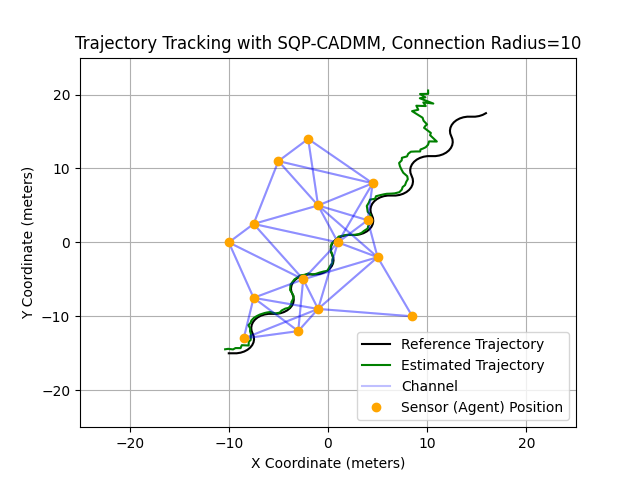 Trajectory Tracking with SQP-CADMM, Connection Radius=10
Y Coordinate (meters)
20
10
0
−10
−20
Reference Trajectory
Estimated Trajectory
Channel
Sensor (Agent) Position
−20
−10
0
10
20
X Coordinate (meters)